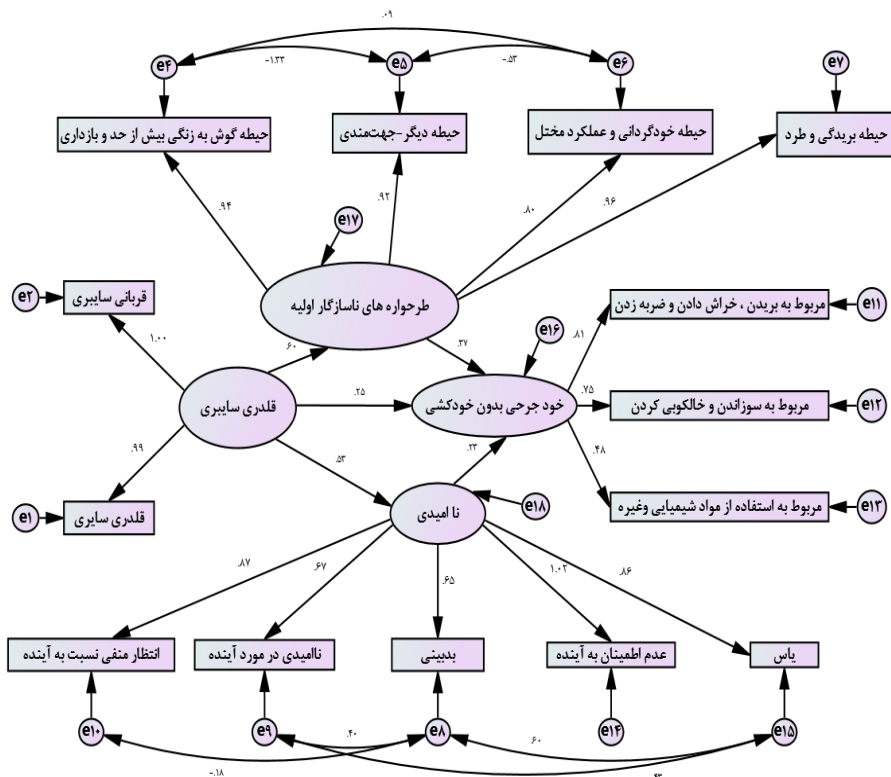 .۰۹
-۱.۳۳
-.۵۳
e۴
e۵
e۶
e۷
حیطه گوش به زنگی بیش از حد و بازداری
حیطه دیگر-جهت‌مندی
حیطه خودگردانی و عملکرد مختل
حیطه بریدگی و طرد
.۹۴
.۹۲
.۸۰
.۹۶
e۱۷
طرحواره های ناسازگار اولیه
e۲
قربانی سایبری
۱.۰۰
.۶۰
.۳۷
e۱۶
.۸۱
مربوط به بریدن ، خراش دادن و ضربه زدن
e۱۱
قلدری سایبری
.۲۵
خود جرحی بدون خودکشی
.۷۵
مربوط به سوزاندن و خالکوبی کردن
e۱۲
.۹۹
.۵۳
.۲۳
.۴۸
e۱
قلدری سایری
نا امیدی
e۱۸
مربوط به استفاده از مواد شیمیایی وغیره
e۱۳
.۸۷
.۶۷
.۶۵
۱.۰۲
.۸۶
انتظار منفی نسبت به آینده
ناامیدی در مورد آینده
بدبینی
عدم اطمینان به آینده
یاس
e۱۰
e۹
e۸
e۱۴
e۱۵
.۴۰
.۶۰
-.۱۸